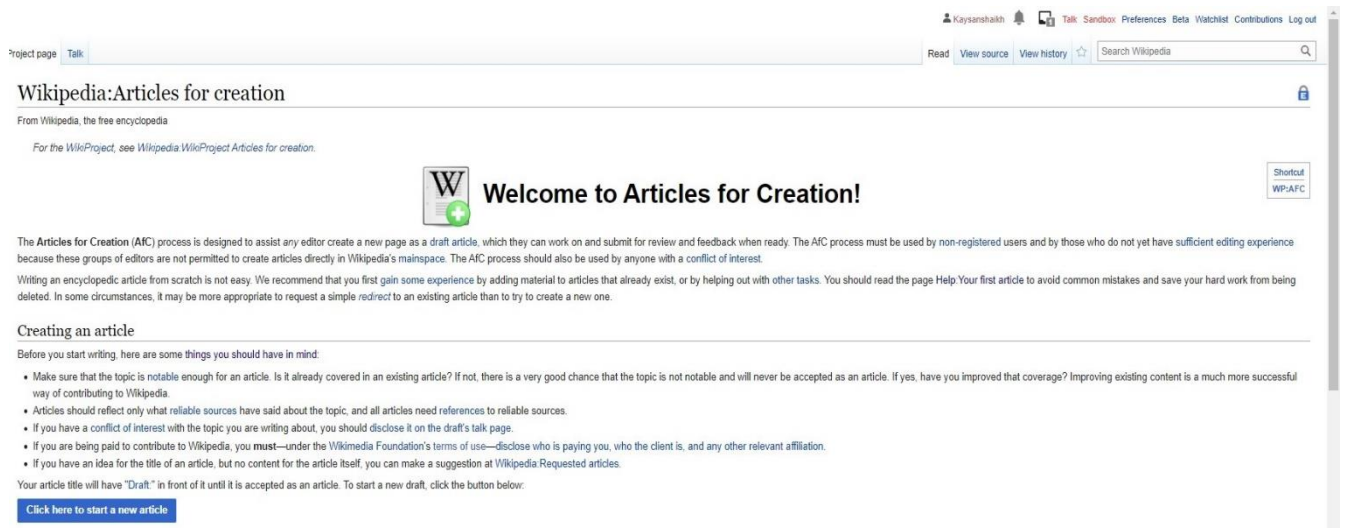 Kaysanshaikh Talk Sandbox Preferences Beta Watchlist Contributions Log out
Project page Talk Read View source View history Search Wikipedia
Wikipedia:Articles for creation
From Wikipedia, the free encyclopedia
For the WikiProject, see Wikipedia:WikiProject Articles for creation.
Shortcut
WP:AFC
Welcome to Articles for Creation!
The Articles for Creation (AfC) process is designed to assist any editor create a new page as a draft article, which they can work on and submit for review and feedback when ready. The AfC process must be used by non-registered users and by those who do not yet have sufficient editing experience
because these groups of editors are not permitted to create articles directly in Wikipedia's mainspace. The AfC process should also be used by anyone with a conflict of interest.
Writing an encyclopedic article from scratch is not easy. We recommend that you first gain some experience by adding material to articles that already exist, or by helping out with other tasks. You should read the page Help:Your first article to avoid common mistakes and save your hard work from being
deleted. In some circumstances, it may be more appropriate to request a simple redirect to an existing article than to try to create a new one.
Creating an article
Before you start writing, here are some things you should have in mind:
• Make sure that the topic is notable enough for an article. Is it already covered in an existing article? If not, there is a very good chance that the topic is not notable and will never be accepted as an article. If yes, have you improved that coverage? Improving existing content is a much more successful
way of contributing to Wikipedia.
• Articles should reflect only what reliable sources have said about the topic, and all articles need references to reliable sources.
• If you have a conflict of interest with the topic you are writing about, you should disclose it on the draft's talk page.
• If you are being paid to contribute to Wikipedia, you must—under the Wikimedia Foundation's terms of use—disclose who is paying you, who the client is, and any other relevant affiliation.
• If you have an idea for the title of an article, but no content for the article itself, you can make a suggestion at Wikipedia:Requested articles.
Your article title will have "Draft:" in front of it until it is accepted as an article. To start a new draft, click the button below:
Click here to start a new article